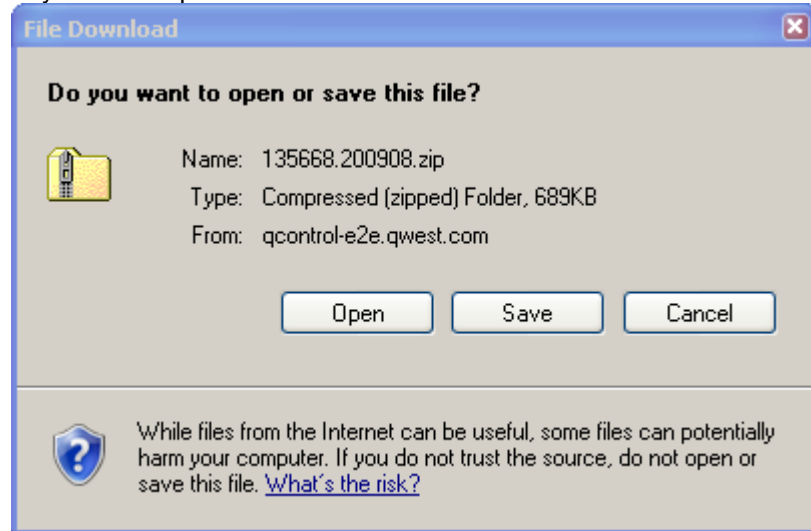 File Download
Do you want to open or save this file?
Name: 135668.200908.zip
Type: Compressed (zipped) Folder, 689KB
From: qcontrol-e2e.qwest.com
Open Save Cancel
While files from the Internet can be useful, some files can potentially
harm your computer. If you do not trust the source, do not open or
save this file. What's the risk?